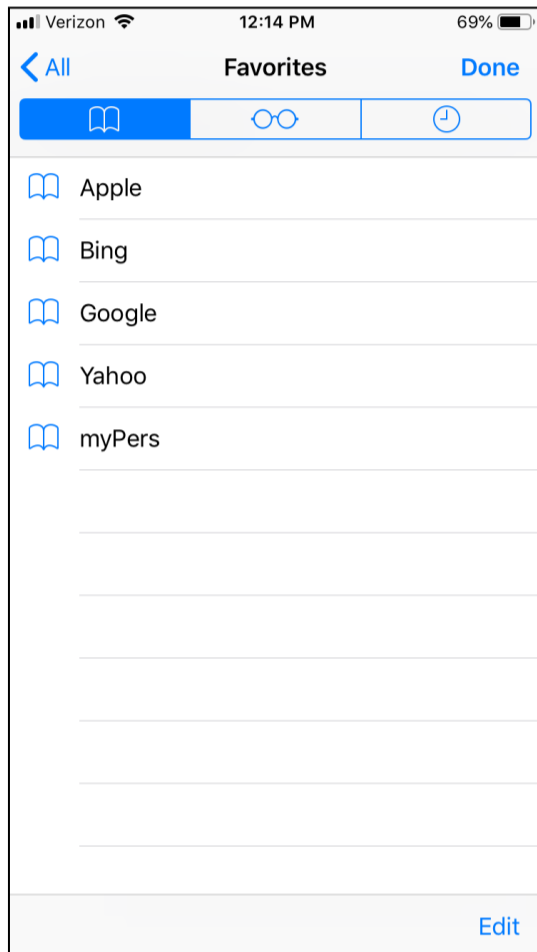 Verizon 12:14 PM 69%
All Favorites Done
Apple
Bing
Google
Yahoo
myPers
Edit